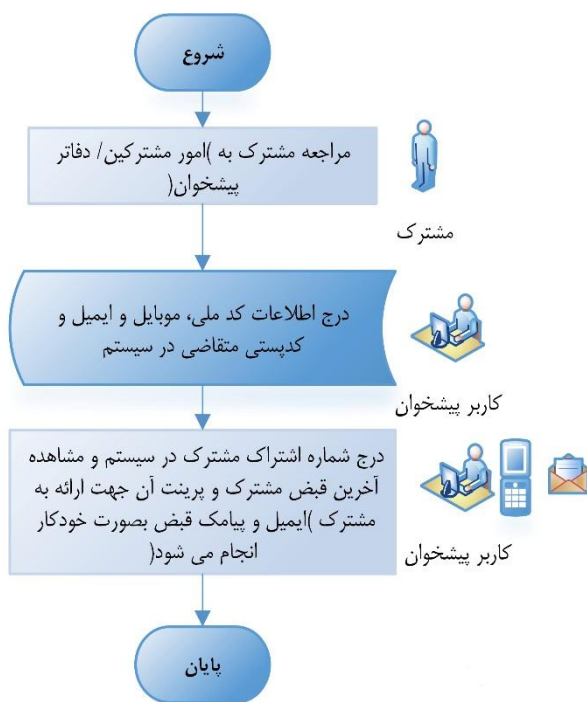 شروع
مراجعه مشترک به )امور مشترکین/ دفاتر
پیشخوان(
مشترک
درج اطلاعات کد ملی، موبایل و ایمیل و
کدپستی متقاضی در سیستم
کاربر پیشخوان
درج شماره اشتراک مشترک در سیستم و مشاهده
آخرین قبض مشترک و پرینت آن جهت ارائه به
مشترک )ایمیل و پیامک قبض بصورت خودکار
انجام می شود(
کاربر پیشخوان
پایان